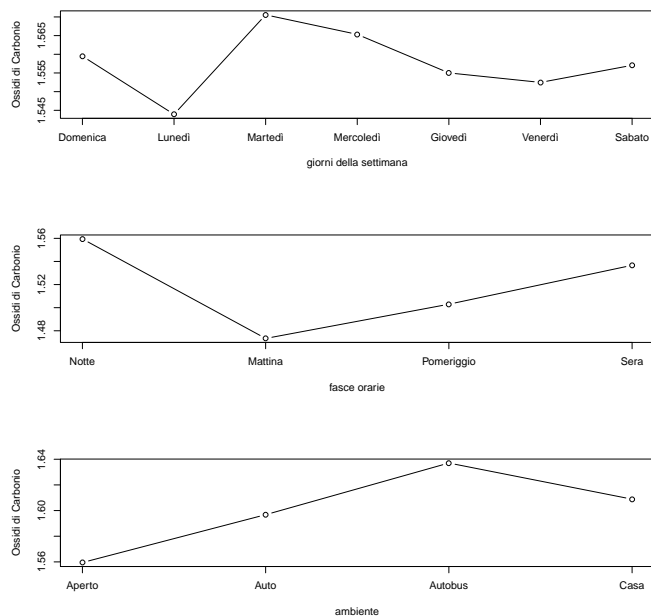 Ossidi di Carbonio
1.545 1.555 1.565
Domenica Lunedì Martedì Mercoledì Giovedì Venerdì Sabato
giorni della settimana
Ossidi di Carbonio
1.48 1.52 1.56
Notte Mattina Pomeriggio Sera
fasce orarie
Ossidi di Carbonio
1.56 1.60 1.64
Aperto Auto Autobus Casa
ambiente